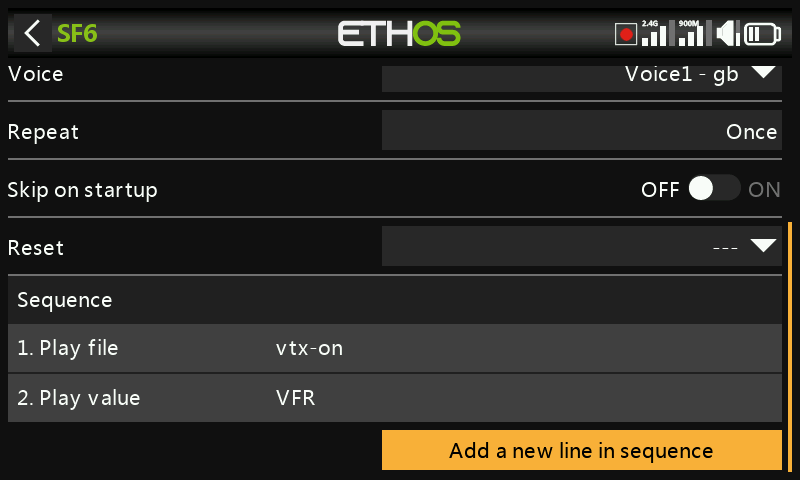 SF6 ETHOS 2.4G 900M
Voice Voice1 - gb
Repeat Once
Skip on startup OFF ON
Reset ---
Sequence
1. Play file vtx-on
2. Play value VFR
Add a new line in sequence